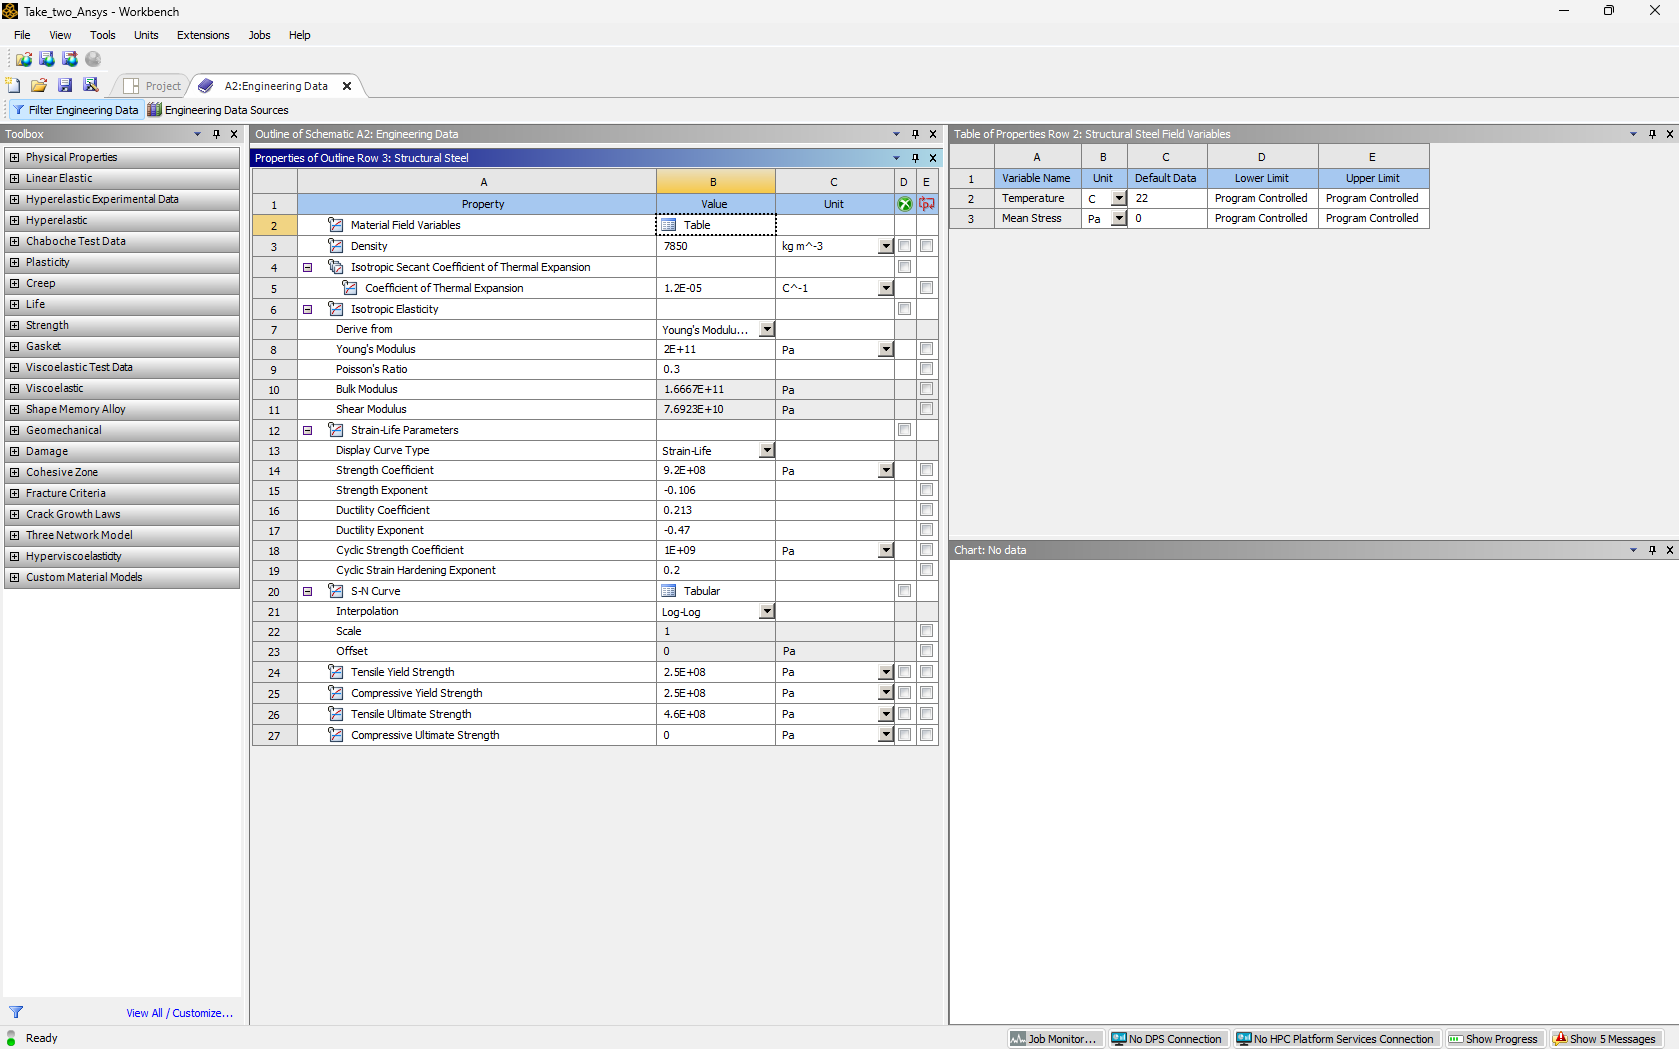 Take_two_Ansys - Workbench
File View Tools Units Extensions Jobs Help
Project A2:Engineering Data
Filter Engineering Data Engineering Data Sources
Toolbox
Physical Properties
Linear Elastic
Hyperelastic Experimental Data
Hyperelastic
Chaboche Test Data
Plasticity
Creep
Life
Strength
Gasket
Viscoelastic Test Data
Viscoelastic
Shape Memory Alloy
Geomechanical
Damage
Cohesive Zone
Fracture Criteria
Crack Growth Laws
Three Network Model
Hyperviscoelasticity
Custom Material Models
View All / Customize...
Outline of Schematic A2: Engineering Data
Properties of Outline Row 3: Structural Steel
A B C D E
1 Property Value Unit
2 Material Field Variables Table
3 Density 7850 kg m^-3
4 Isotropic Secant Coefficient of Thermal Expansion
5 Coefficient of Thermal Expansion 1.2E-05 C^-1
6 Isotropic Elasticity
7 Derive from Young's Modulu...
8 Young's Modulus 2E+11 Pa
9 Poisson's Ratio 0.3
10 Bulk Modulus 1.6667E+11 Pa
11 Shear Modulus 7.6923E+10 Pa
12 Strain-Life Parameters
13 Display Curve Type Strain-Life
14 Strength Coefficient 9.2E+08 Pa
15 Strength Exponent -0.106
16 Ductility Coefficient 0.213
17 Ductility Exponent -0.47
18 Cyclic Strength Coefficient 1E+09 Pa
19 Cyclic Strain Hardening Exponent 0.2
20 S-N Curve Tabular
21 Interpolation Log-Log
22 Scale 1
23 Offset 0 Pa
24 Tensile Yield Strength 2.5E+08 Pa
25 Compressive Yield Strength 2.5E+08 Pa
26 Tensile Ultimate Strength 4.6E+08 Pa
27 Compressive Ultimate Strength 0 Pa
Table of Properties Row 2: Structural Steel Field Variables
A B C D E
1 Variable Name Unit Default Data Lower Limit Upper Limit
2 Temperature C 22 Program Controlled Program Controlled
3 Mean Stress Pa 0 Program Controlled Program Controlled
Chart: No data
Ready
Job Monitor... No DPS Connection No HPC Platform Services Connection Show Progress Show 5 Messages